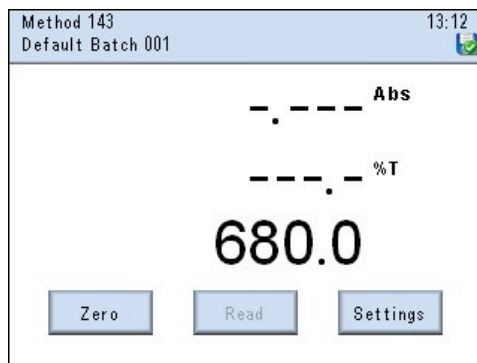 Method 143 13:12
Default Batch 001
-.--- Abs
---.- %T
680.0
Zero Read Settings